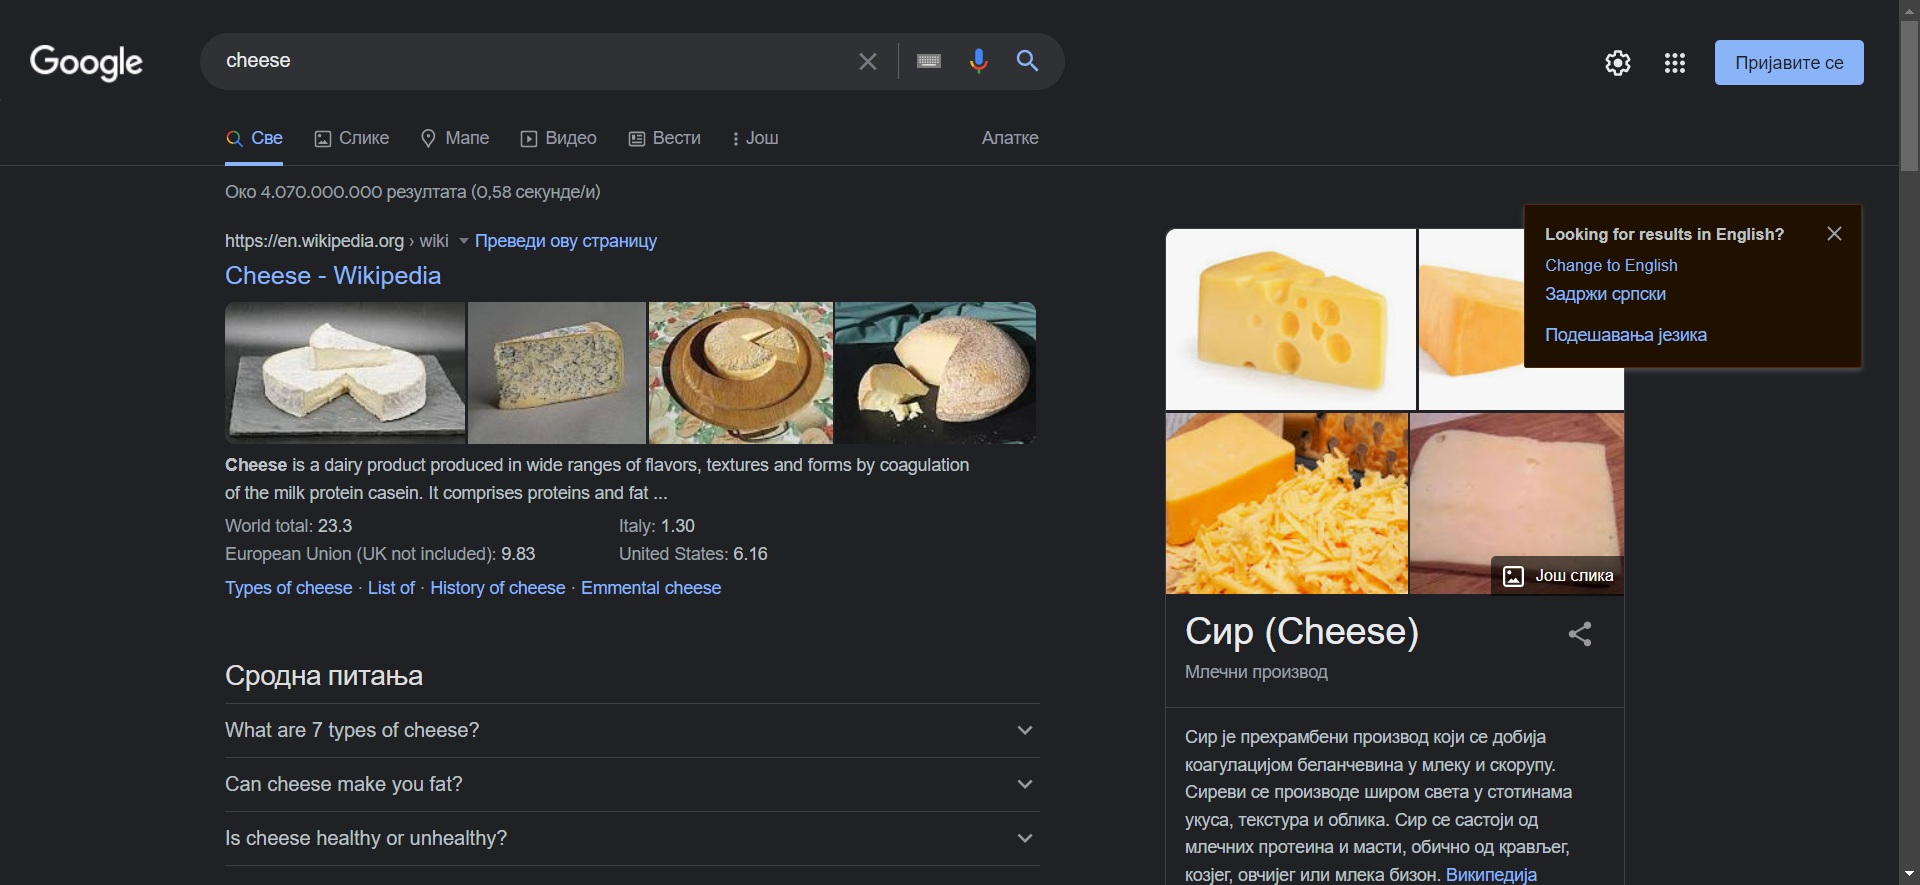 Google
cheese
Пријавите се
Све
Слике
Мапе
Видео
Вести
Још
Алатке
Око 4.070.000.000 резултата (0,58 секунде/и)
https://en.wikipedia.org › wiki
Преведи ову страницу
Cheese - Wikipedia
Cheese is a dairy product produced in wide ranges of flavors, textures and forms by coagulation
of the milk protein casein. It comprises proteins and fat ...
World total: 23.3
Italy: 1.30
European Union (UK not included): 9.83
United States: 6.16
Types of cheese · List of · History of cheese · Emmental cheese
Сродна питања
What are 7 types of cheese?
Can cheese make you fat?
Is cheese healthy or unhealthy?
Looking for results in English?
Change to English
Задржи српски
Подешавања језика
Још слика
Сир (Cheese)
Млечни производ
Сир је прехрамбени производ који се добија
коагулацијом беланчевина у млеку и скорупу.
Сиреви се производе широм света у стотинама
укуса, текстура и облика. Сир се састоји од
млечних протеина и масти, обично од крављег,
козјег, овчијег или млека бизон. Википедија